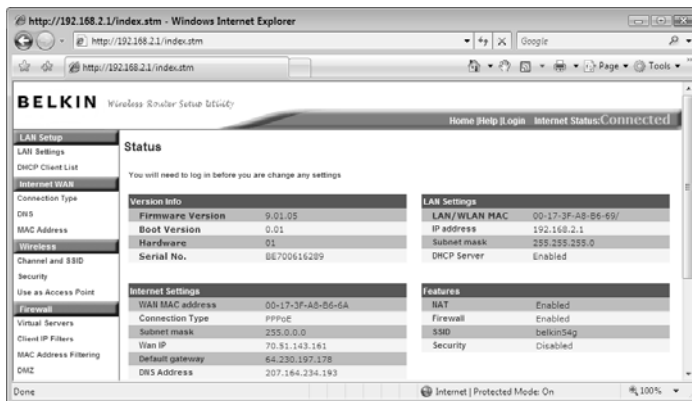 http://192.168.2.1/index.stm - Windows Internet Explorer
http://192.168.2.1/index.stm
Google
http://192.168.2.1/index.stm
Page
Tools
BELKIN Wireless Router Setup Utility
Home |Help |Login Internet Status:Connected
LAN Setup
LAN Settings
DHCP Client List
Internet WAN
Connection Type
DNS
MAC Address
Wireless
Channel and SSID
Security
Use as Access Point
Firewall
Virtual Servers
Client IP Filters
MAC Address Filtering
DMZ
Status
You will need to log in before you are change any settings
Version Info
Firmware Version 9.01.05
Boot Version 0.01
Hardware 01
Serial No. BE700616289
LAN Settings
LAN/WLAN MAC 00-17-3F-A8-B6-69/
IP address 192.168.2.1
Subnet mask 255.255.255.0
DHCP Server Enabled
Internet Settings
WAN MAC address 00-17-3F-A8-B6-6A
Connection Type PPPoE
Subnet mask 255.0.0.0
Wan IP 70.51.143.161
Default gateway 64.230.197.178
DNS Address 207.164.234.193
Features
NAT Enabled
Firewall Enabled
SSID belkin54g
Security Disabled
Done
Internet | Protected Mode: On
100%